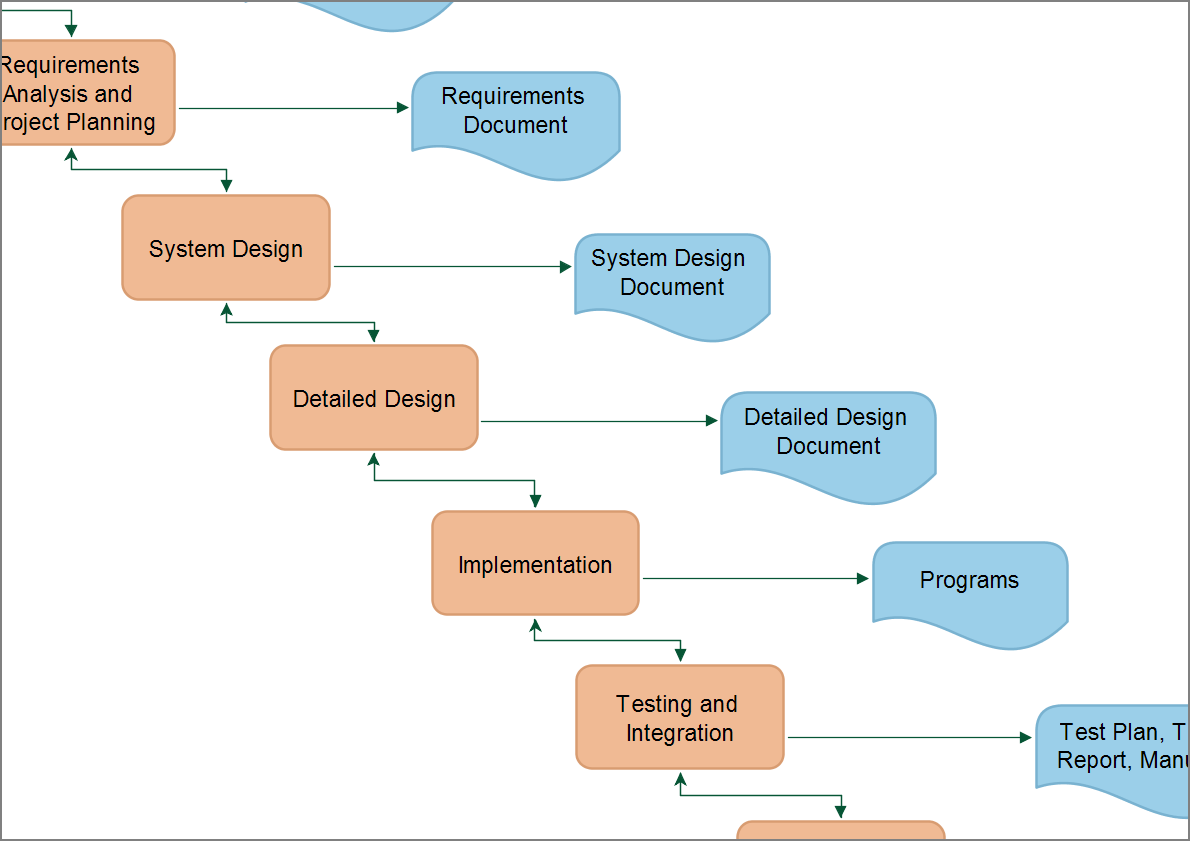 Requirements
Analysis and
roject Planning
Requirements
Document
System Design
System Design
Document
Detailed Design
Detailed Design
Document
Implementation
Programs
Testing and
Integration
Test Plan, T
Report, Manu